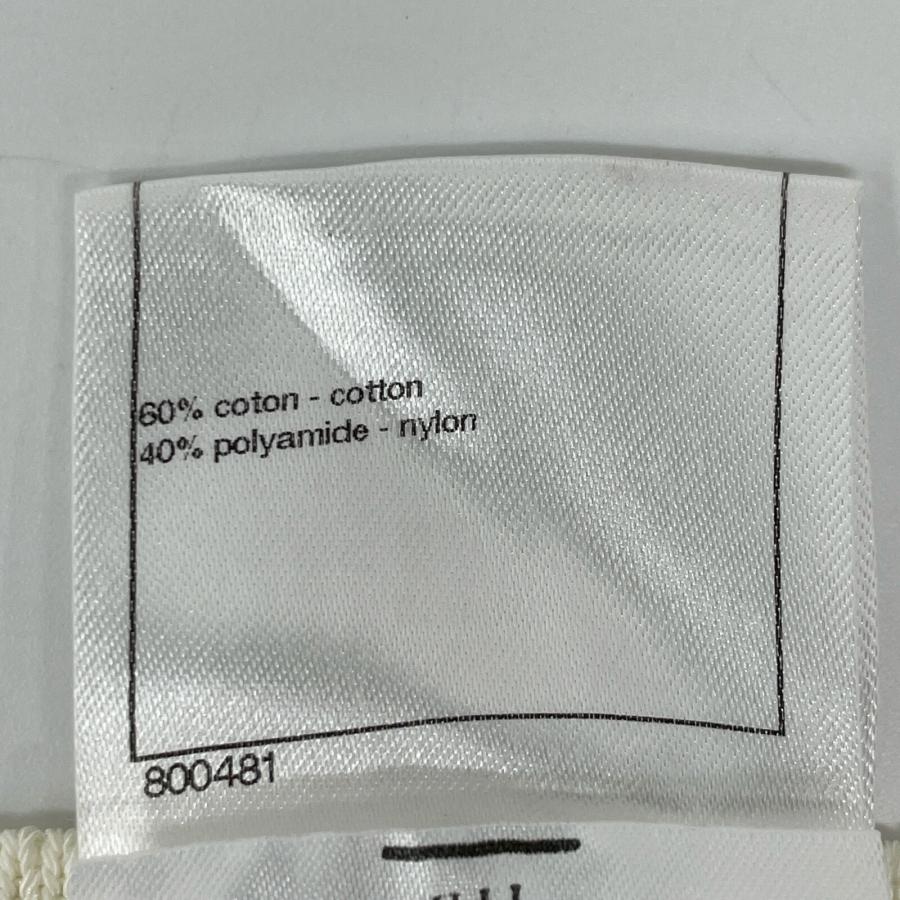 60% coton - cotton
40% polyamide - nylon
800481